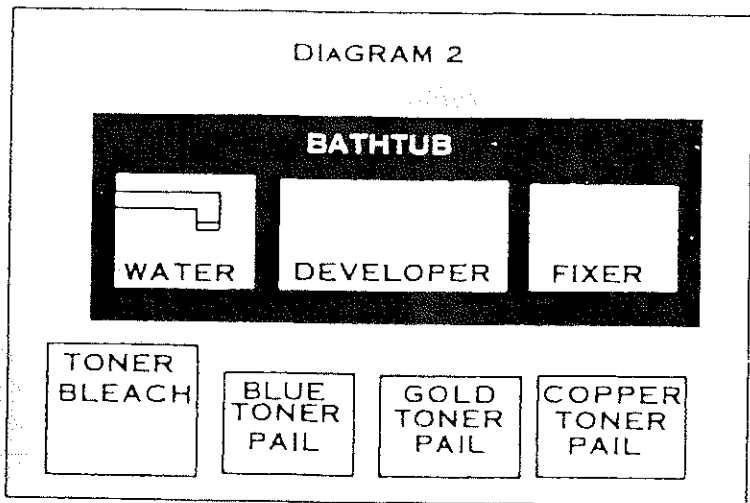 DIAGRAM 2
BATHTUB
WATER
DEVELOPER
FIXER
TONER
BLEACH
BLUE
TONER
PAIL
GOLD
TONER
PAIL
COPPER
TONER
PAIL